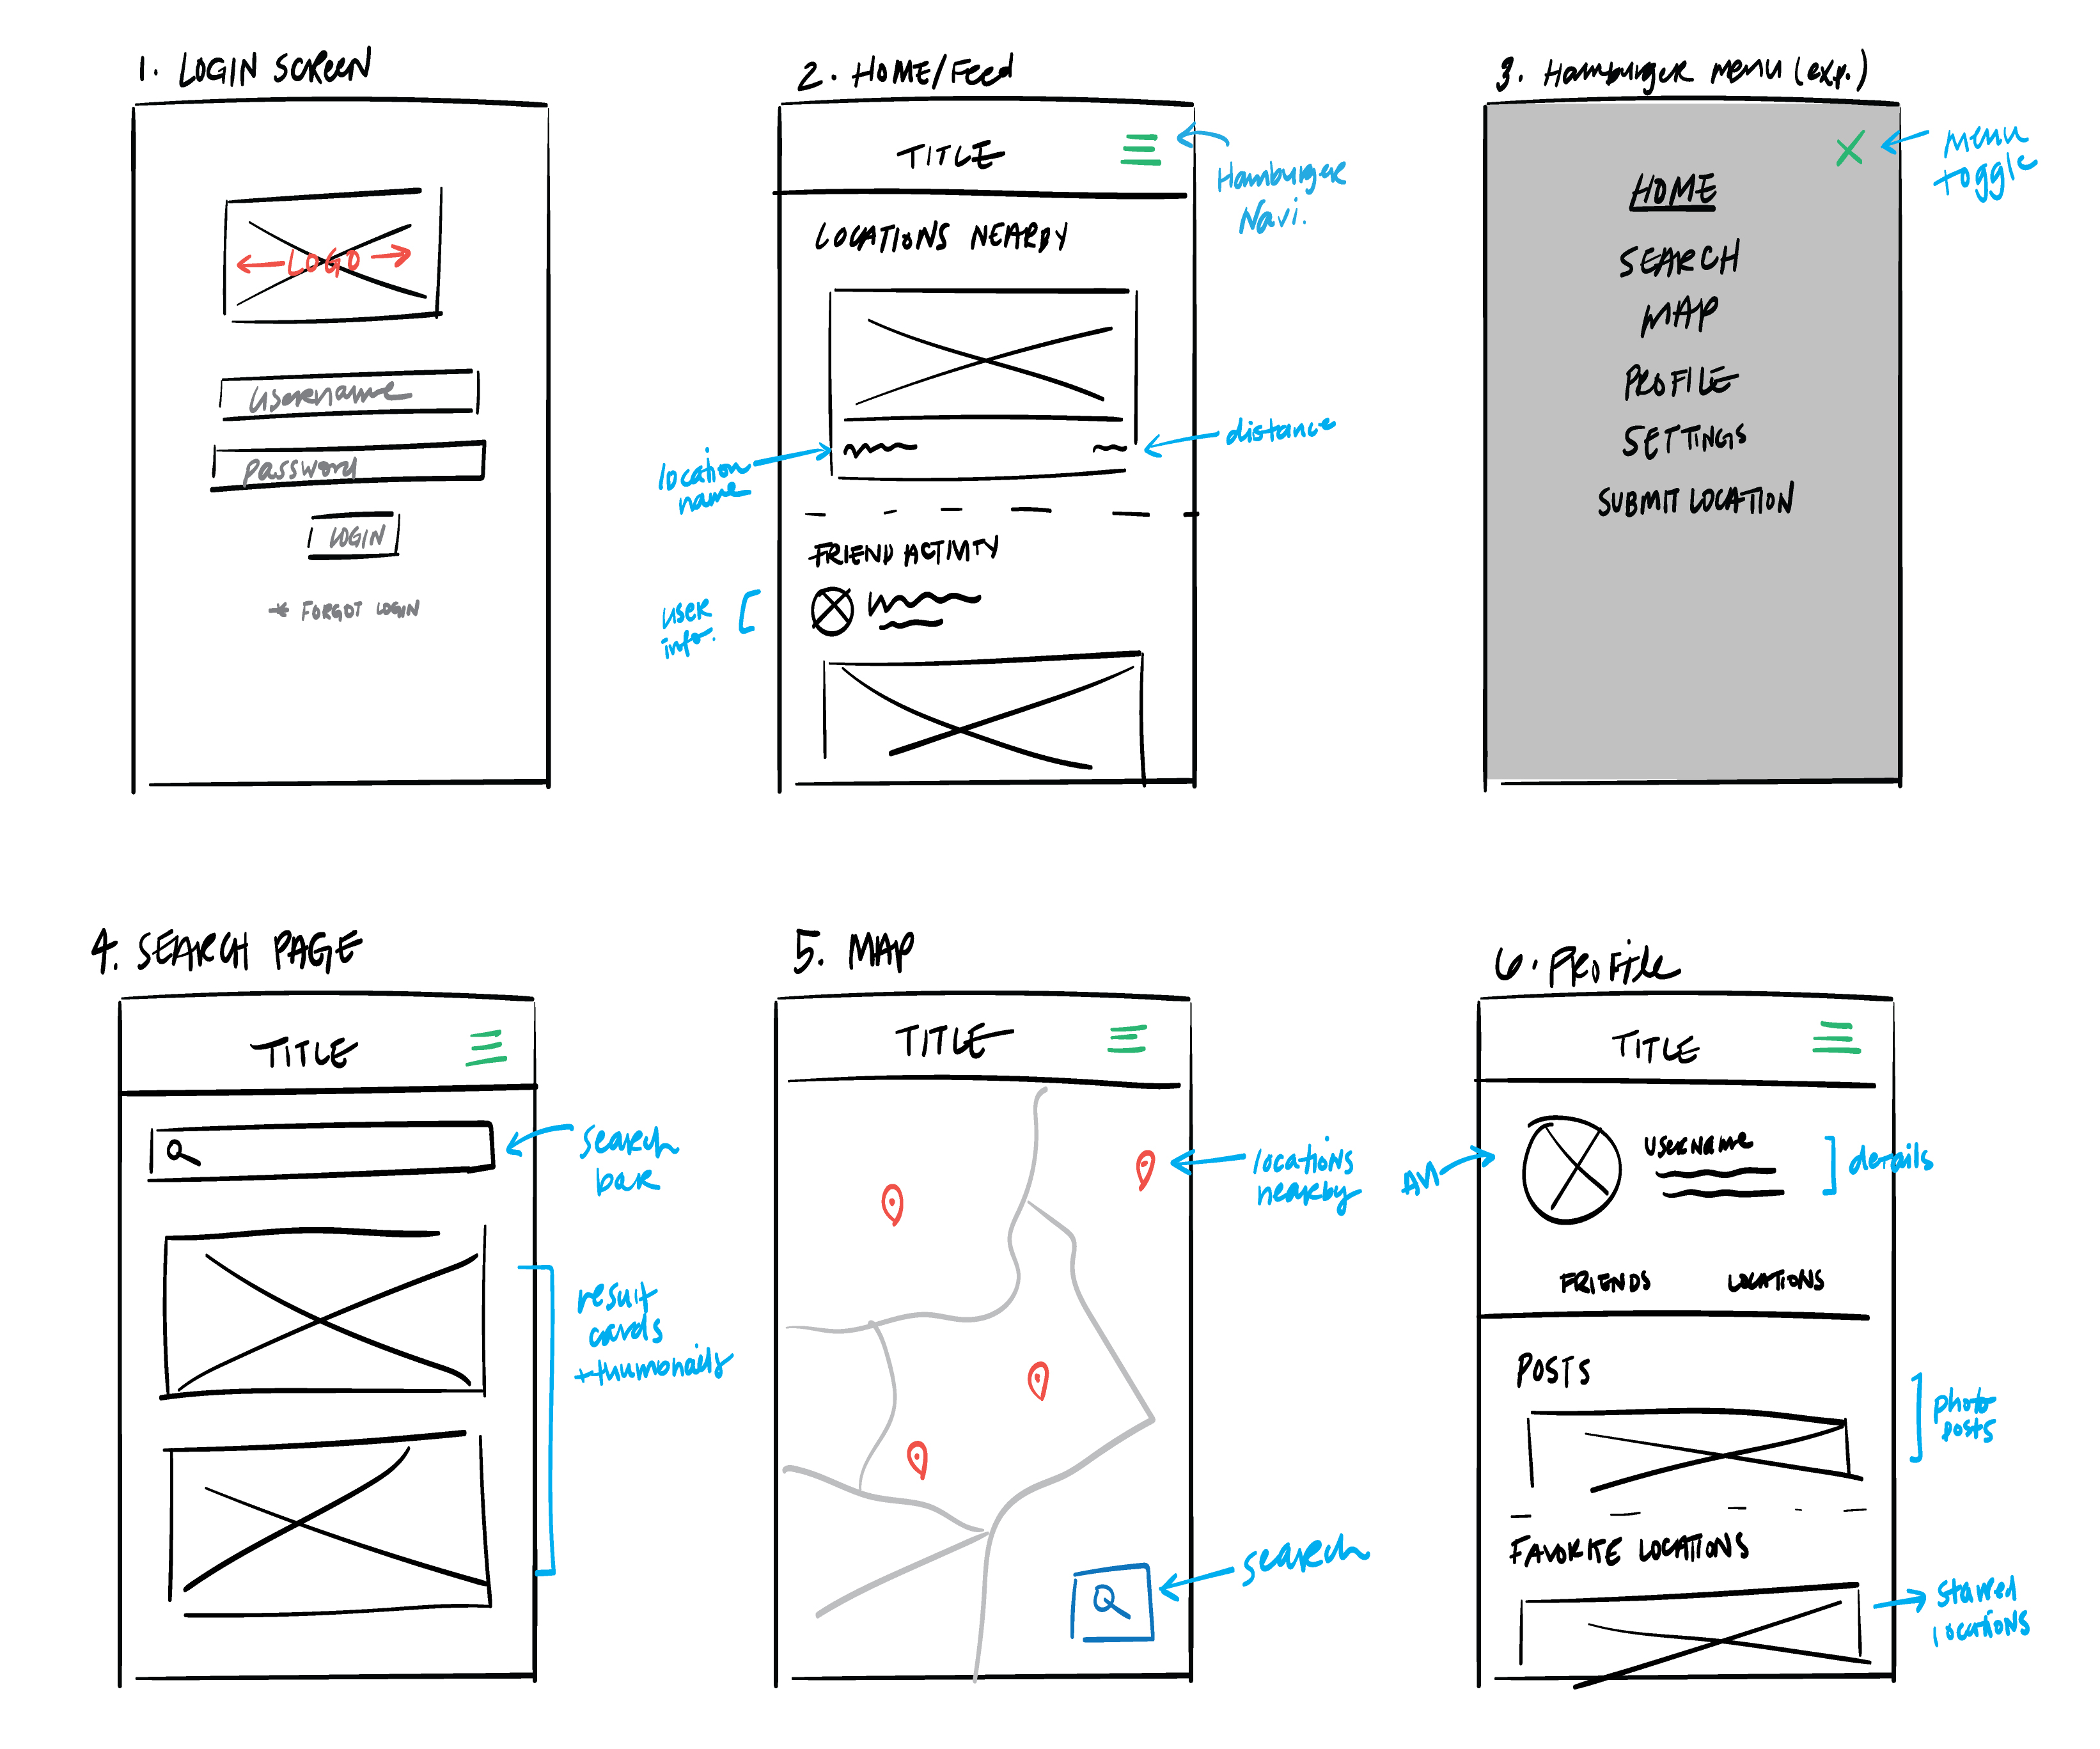 1. LOGIN SCREEN
LOGO
username
password
LOGIN
FORGOT LOGIN
2. HOME/Feed
TITLE
Hamburger
Navi.
LOCATIONS NEARBY
location
name
distance
FRIEND ACTIVITY
user
info.
3. Hamburger menu (exp.)
menu
toggle
HOME
SEARCH
MAP
PROFILE
SETTINGS
SUBMIT LOCATION
4. SEARCH PAGE
TITLE
search
bar
result
cards
+ thumbnails
5. MAP
TITLE
locations
nearby
search
6. Profile
TITLE
AVI
username
details
FRIENDS LOCATIONS
POSTS
photo
posts
FAVORITE LOCATIONS
starred
locations